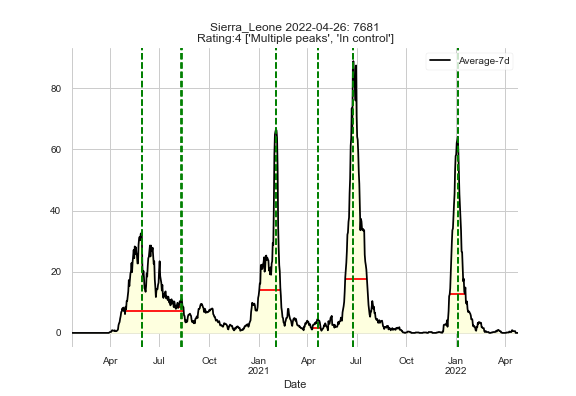 Sierra_Leone 2022-04-26: 7681
Rating:4 ['Multiple peaks', 'In control']
Average-7d
80
60
40
20
0
Apr Jul Oct Jan Apr Jul Oct Jan Apr
2021 2022
Date